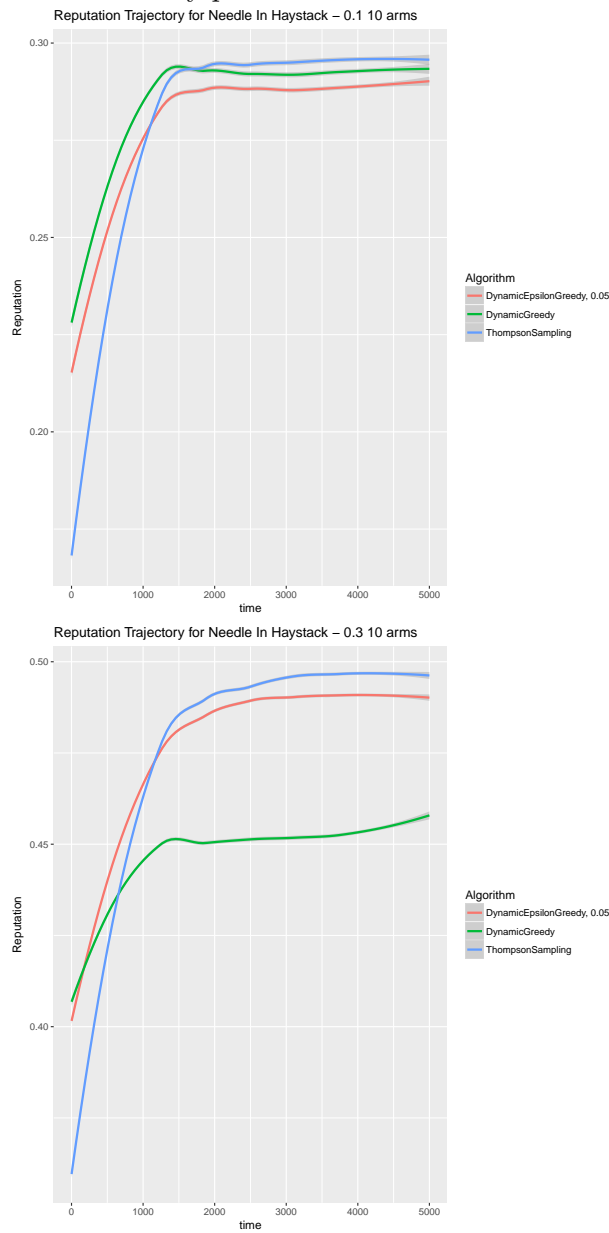 Reputation Trajectory for Needle In Haystack − 0.1 10 arms
0.30
0.25
0.20
Reputation
0
1000
2000
3000
4000
5000
time
Algorithm
DynamicEpsilonGreedy, 0.05
DynamicGreedy
ThompsonSampling
Reputation Trajectory for Needle In Haystack − 0.3 10 arms
0.50
0.45
0.40
Reputation
0
1000
2000
3000
4000
5000
time
Algorithm
DynamicEpsilonGreedy, 0.05
DynamicGreedy
ThompsonSampling